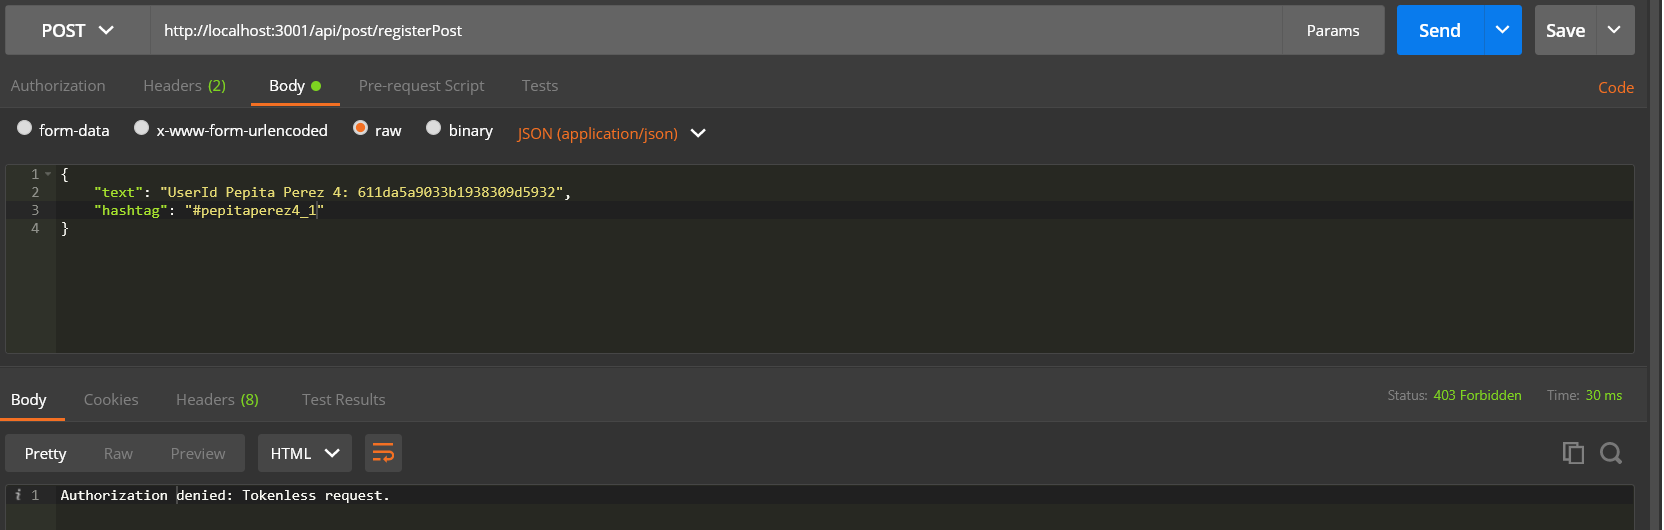 POST http://localhost:3001/api/post/registerPost Params Send Save
Authorization Headers (2) Body Pre-request Script Tests Code
form-data x-www-form-urlencoded raw binary JSON (application/json)
1 {
2 "text": "UserId Pepita Perez 4: 611da5a9033b1938309d5932",
3 "hashtag": "#pepitaperez4_1"
4 }
Body Cookies Headers (8) Test Results Status: 403 Forbidden Time: 30 ms
Pretty Raw Preview HTML
i 1 Authorization denied: Tokenless request.